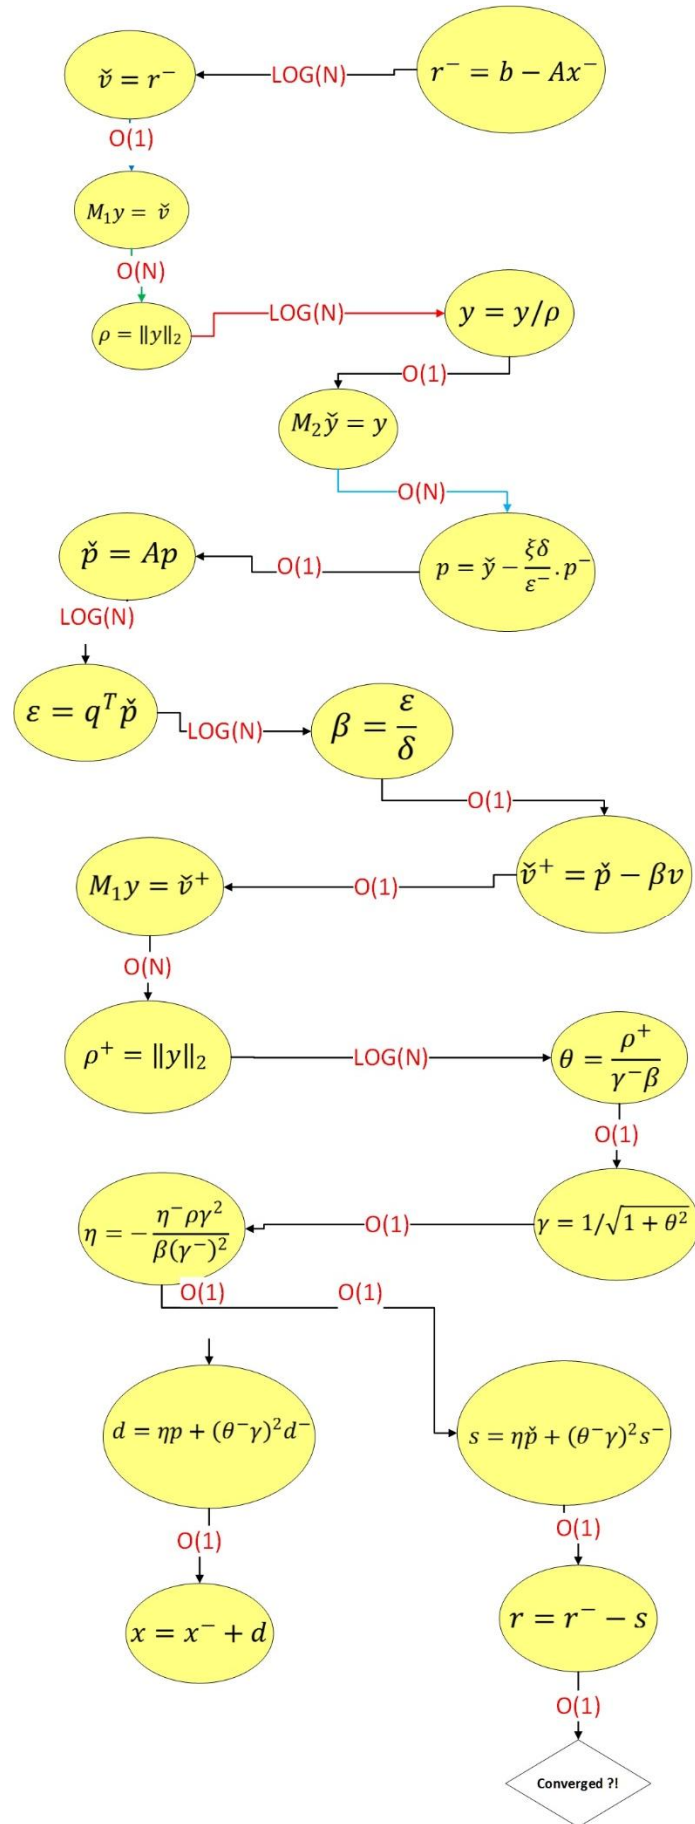 r⁻ = b − Ax⁻
LOG(N)
v̌ = r⁻
O(1)
M₁y = v̌
O(N)
ρ = ‖y‖₂
LOG(N)
y = y/ρ
O(1)
M₂y̌ = y
O(N)
p = y̌ − ξδ/ε⁻ . p⁻
O(1)
p̌ = Ap
LOG(N)
ε = qᵀp̌
LOG(N)
β = ε/δ
O(1)
v̌⁺ = p̌ − βv
O(1)
M₁y = v̌⁺
O(N)
ρ⁺ = ‖y‖₂
LOG(N)
θ = ρ⁺/γ⁻β
O(1)
γ = 1/√1 + θ²
O(1)
η = − η⁻ργ²/β(γ⁻)²
O(1)
O(1)
d = ηp + (θ⁻γ)²d⁻
s = ηp̌ + (θ⁻γ)²s⁻
O(1)
O(1)
x = x⁻ + d
r = r⁻ − s
O(1)
Converged ?!